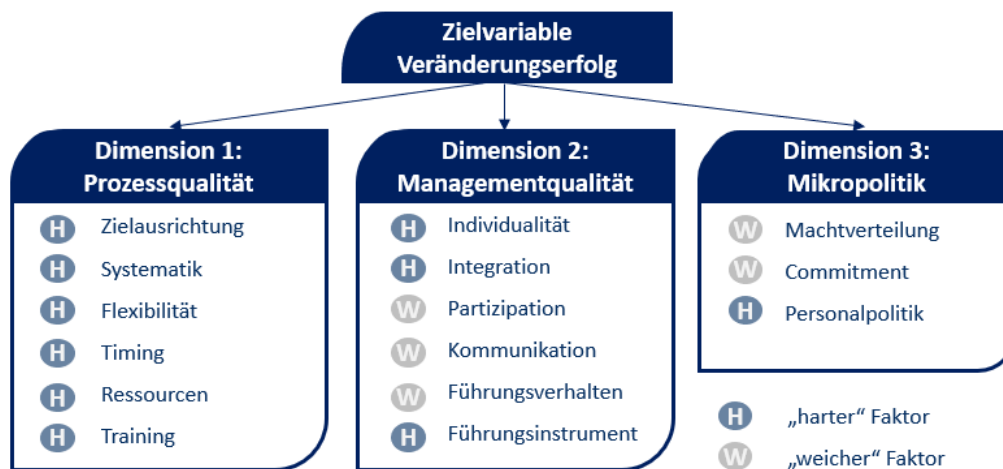 Zielvariable
Veränderungserfolg
Dimension 1:
Prozessqualität
H Zielausrichtung
H Systematik
H Flexibilität
H Timing
H Ressourcen
H Training
Dimension 2:
Managementqualität
H Individualität
H Integration
W Partizipation
W Kommunikation
W Führungsverhalten
H Führungsinstrument
Dimension 3:
Mikropolitik
W Machtverteilung
W Commitment
H Personalpolitik
H „harter“ Faktor
W „weicher“ Faktor